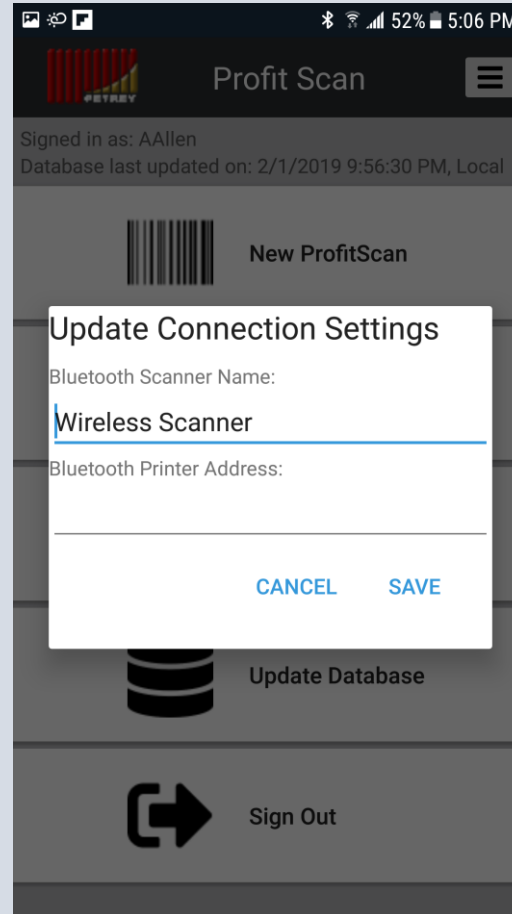 52% 5:06 PM
PETREY
Profit Scan
Signed in as: AAllen
Database last updated on: 2/1/2019 9:56:30 PM, Local
New ProfitScan
Update Connection Settings
Bluetooth Scanner Name:
Wireless Scanner
Bluetooth Printer Address:
CANCEL SAVE
Update Database
Sign Out